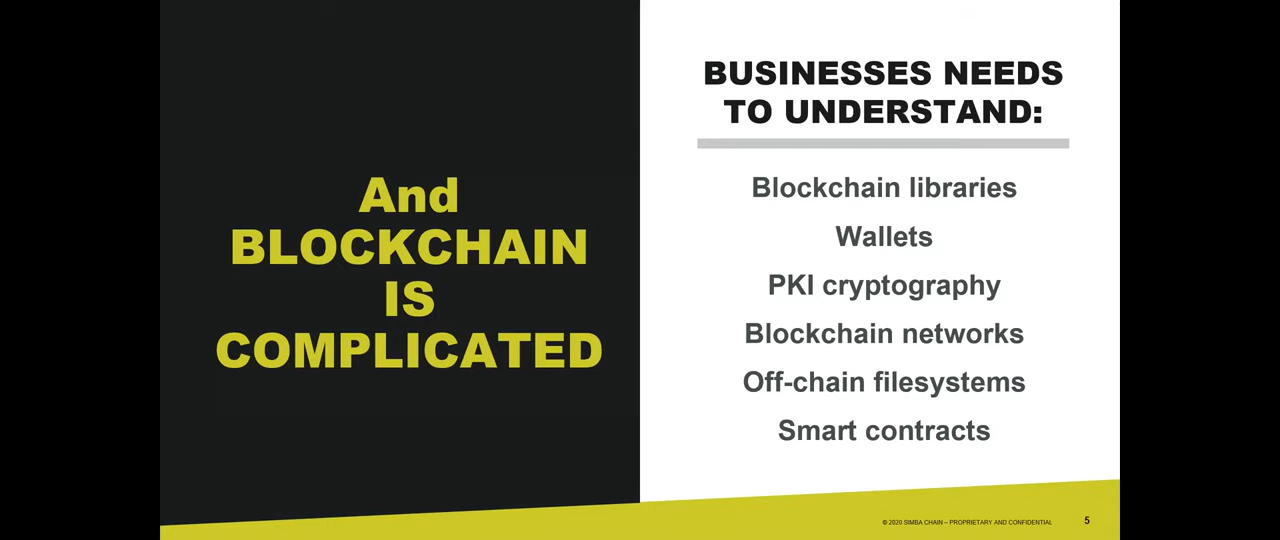 And
BLOCKCHAIN
IS
COMPLICATED
BUSINESSES NEEDS
TO UNDERSTAND:
Blockchain libraries
Wallets
PKI cryptography
Blockchain networks
Off-chain filesystems
Smart contracts
© 2020 SIMBA CHAIN – PROPRIETARY AND CONFIDENTIAL
5